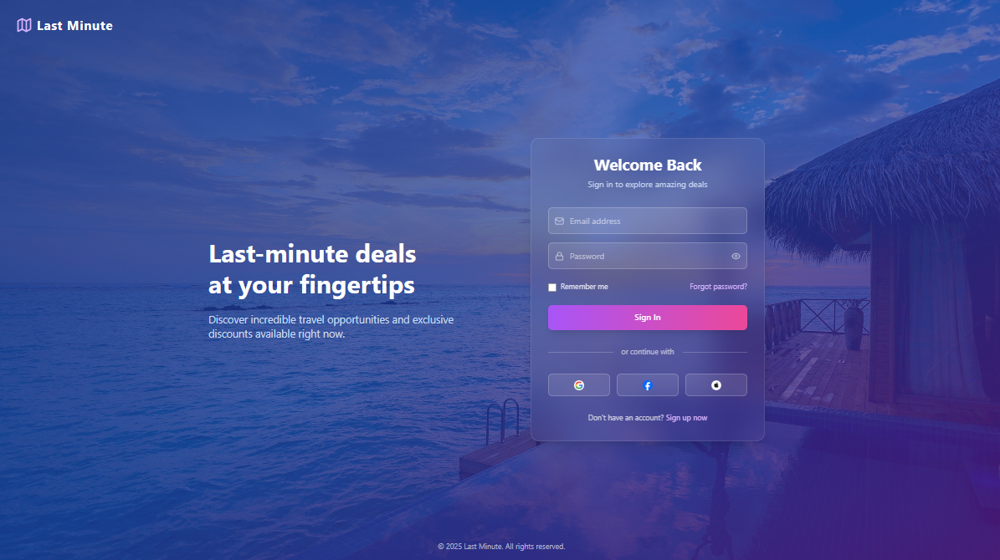 Last Minute
Last-minute deals
at your fingertips
Discover incredible travel opportunities and exclusive
discounts available right now.
Welcome Back
Sign in to explore amazing deals
Email address
Password
Remember me
Forgot password?
Sign In
or continue with
Don't have an account? Sign up now
© 2025 Last Minute. All rights reserved.